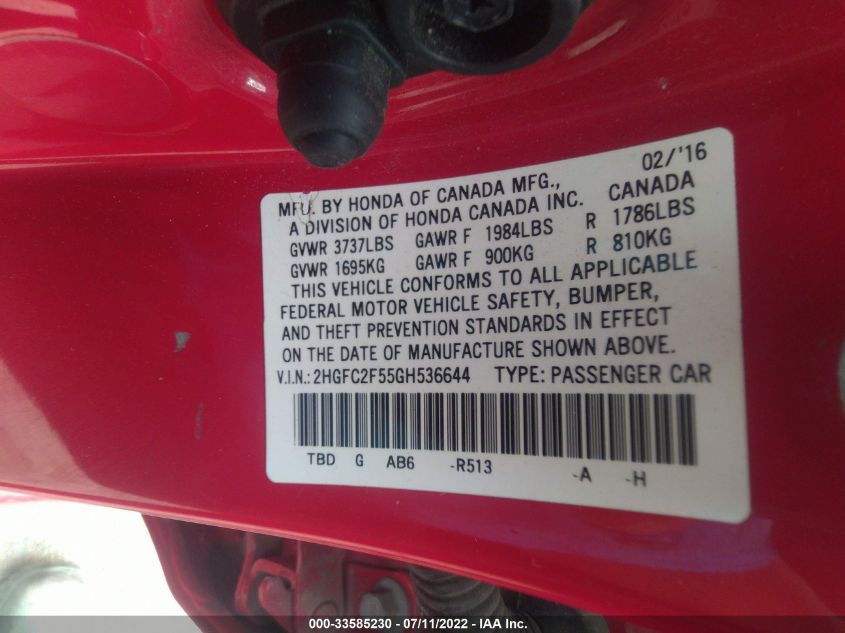 02/'16
MFD. BY HONDA OF CANADA MFG.,
A DIVISION OF HONDA CANADA INC. CANADA
GVWR 3737LBS GAWR F 1984LBS R 1786LBS
GVWR 1695KG GAWR F 900KG R 810KG
THIS VEHICLE CONFORMS TO ALL APPLICABLE
FEDERAL MOTOR VEHICLE SAFETY, BUMPER,
AND THEFT PREVENTION STANDARDS IN EFFECT
ON THE DATE OF MANUFACTURE SHOWN ABOVE.
V.I.N.: 2HGFC2F55GH536644 TYPE: PASSENGER CAR
TBD G AB6 -R513 -A -H
000-33585230 - 07/11/2022 - IAA Inc.